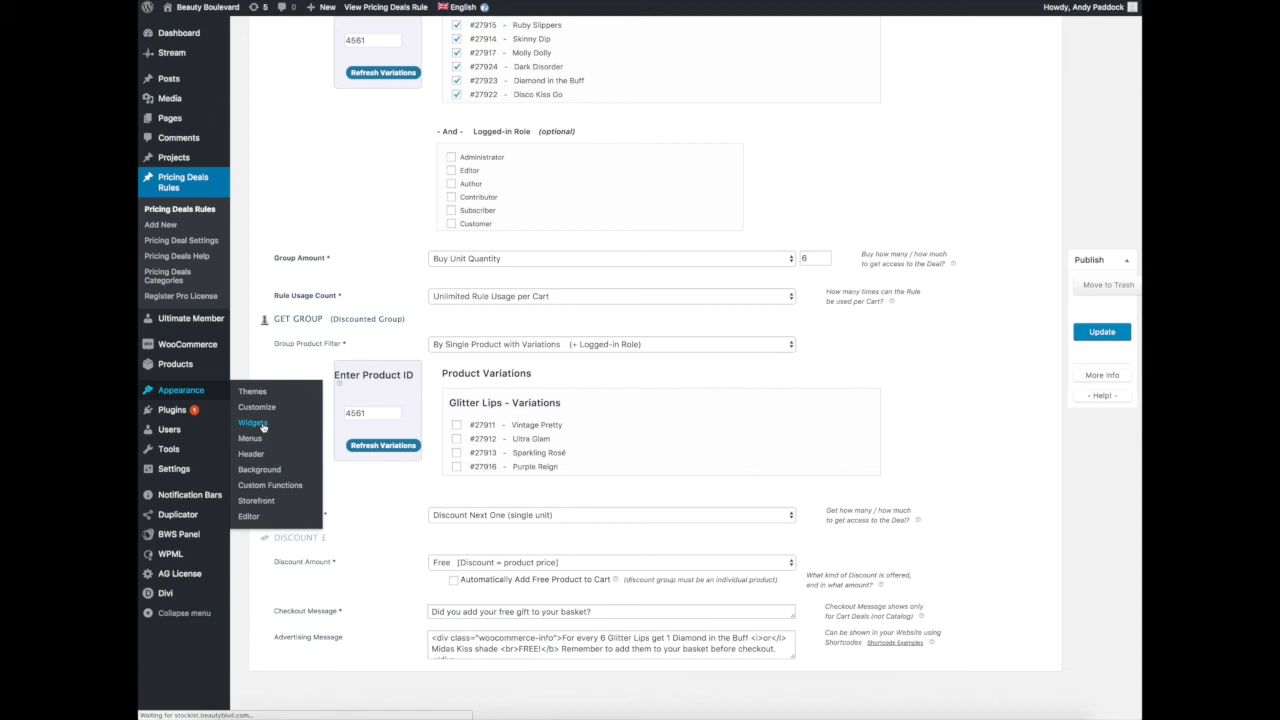 Beauty Boulevard 5 0 New View Pricing Deals Rule English Howdy, Andy Paddock
Dashboard
Stream
Posts
Media
Pages
Comments
Projects
Pricing Deals
Rules
Pricing Deals Rules
Add New
Pricing Deal Settings
Pricing Deals Help
Pricing Deals
Categories
Register Pro License
Ultimate Member
WooCommerce
Products
Appearance
Plugins 1
Users
Tools
Settings
Notification Bars
Duplicator
BWS Panel
WPML
AG License
Divi
Collapse menu
Themes
Customize
Widgets
Menus
Header
Background
Custom Functions
Storefront
Editor
4561
Refresh Variations
#27915 - Ruby Slippers
#27914 - Skinny Dip
#27917 - Molly Dolly
#27924 - Dark Disorder
#27923 - Diamond in the Buff
#27922 - Disco Kiss Go
- And - Logged-in Role (optional)
Administrator
Editor
Author
Contributor
Subscriber
Customer
Group Amount * Buy Unit Quantity 6 Buy how many / how much
to get access to the Deal?
Rule Usage Count * Unlimited Rule Usage per Cart How many times can the Rule
be used per Cart?
GET GROUP (Discounted Group)
Group Product Filter * By Single Product with Variations (+ Logged-in Role)
Enter Product ID
4561
Refresh Variations
Product Variations
Glitter Lips - Variations
#27911 - Vintage Pretty
#27912 - Ultra Glam
#27913 - Sparkling Rosé
#27916 - Purple Reign
* Discount Next One (single unit) Get how many / how much
to get access to the Deal?
DISCOUNT £
Discount Amount * Free [Discount = product price]
Automatically Add Free Product to Cart (discount group must be an individual product)
What kind of Discount is offered,
and in what amount?
Checkout Message * Did you add your free gift to your basket? Checkout Message shows only
for Cart Deals (not Catalog)
Advertising Message <div class="woocommerce-info">For every 6 Glitter Lips get 1 Diamond in the Buff <i>or</i>
Midas Kiss shade <br>FREE!</b> Remember to add them to your basket before checkout.
Can be shown in your Website using
Shortcodes Shortcode Examples
Publish
Move to Trash
Update
More Info
- Help! -
Waiting for stockist.beautyblvd.com...